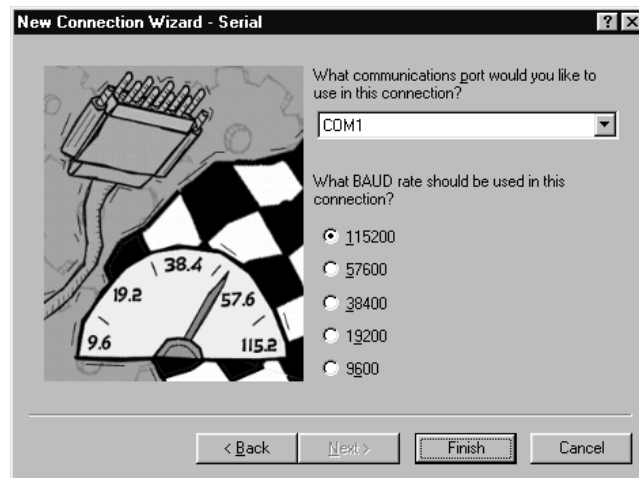 New Connection Wizard - Serial
What communications port would you like to
use in this connection?
COM1
What BAUD rate should be used in this
connection?
115200
57600
38400
19200
9600
9.6
19.2
38.4
57.6
115.2
< Back
Next >
Finish
Cancel